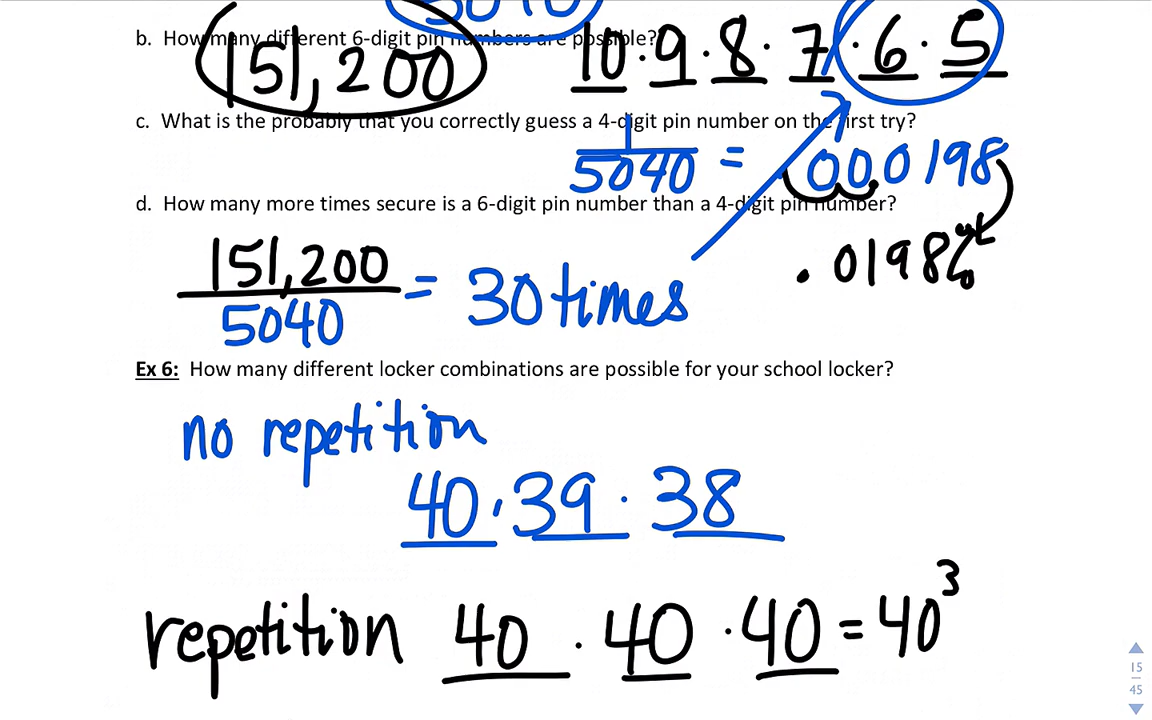 5040
b. How many different 6-digit pin numbers are possible?
151,200 10 · 9 · 8 · 7 · 6 · 5
c. What is the probably that you correctly guess a 4-digit pin number on the first try?
1/5040 = .000198
d. How many more times secure is a 6-digit pin number than a 4-digit pin number?
.0198%
151,200/5040 = 30 times
Ex 6: How many different locker combinations are possible for your school locker?
no repetition
40 · 39 · 38
repetition 40 · 40 · 40 = 40³
15
45